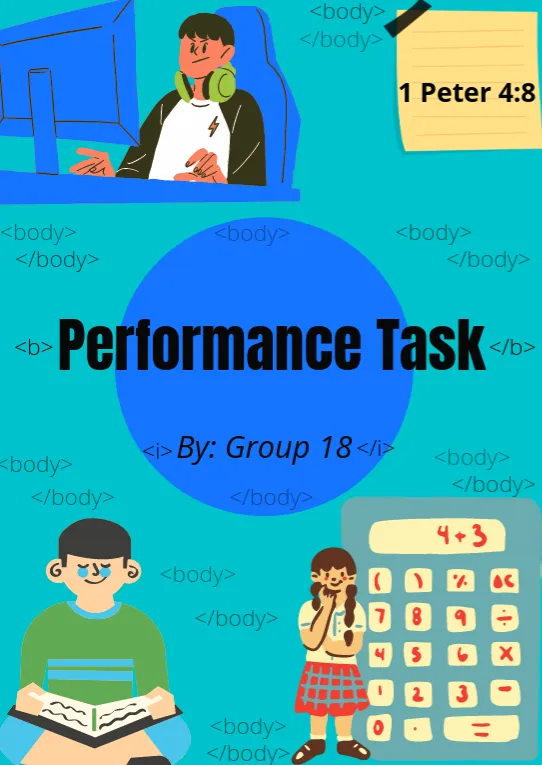 <body>
</body>
1 Peter 4:8
<body> <body> <body>
</body> </body>
<b> Performance Task </b>
<i> By: Group 18 </i>
<body> <body>
</body> </body> </body>
4+3
<body>
( ) % AC
</body>
7 8 9 ÷
4 5 6 x
1 2 3 -
<body>
0 . =
</body>